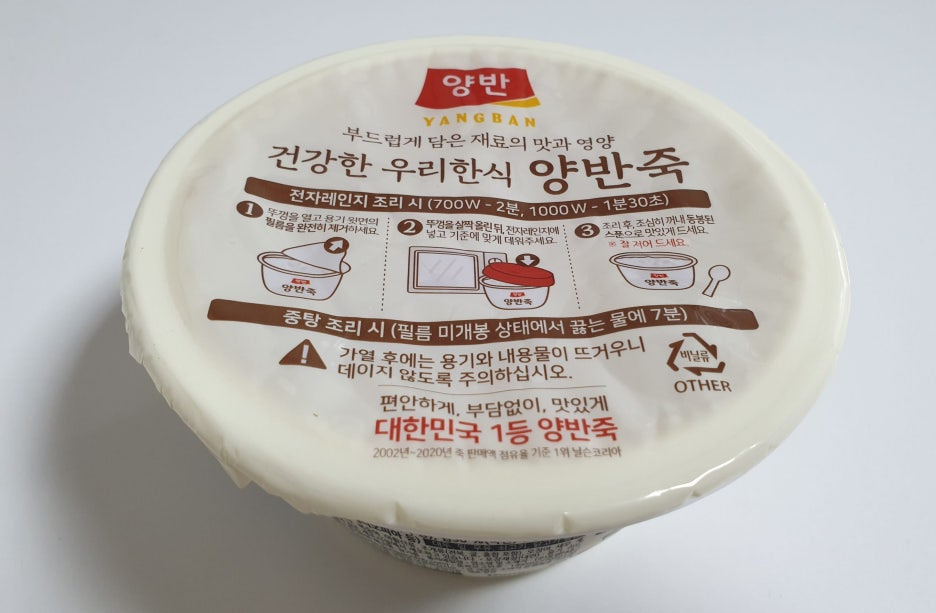 양반
YANGBAN
부드럽게 담은 재료의 맛과 영양
건강한 우리한식 양반죽
전자레인지 조리 시 (700W - 2분, 1000W - 1분30초)
1 뚜껑을 열고 용기 윗면의
필름을 완전히 제거하세요.
양반
양반죽
2 뚜껑을 살짝 올린 뒤, 전자레인지에
넣고 기준에 맞게 데워주세요.
양반
양반죽
3 조리 후, 조심히 꺼내 동봉된
스푼으로 맛있게 드세요.
※ 잘 저어 드세요.
양반
양반죽
중탕 조리 시 (필름 미개봉 상태에서 끓는 물에 7분)
가열 후에는 용기와 내용물이 뜨거우니
데이지 않도록 주의하십시오.
비닐류
OTHER
편안하게, 부담없이, 맛있게
대한민국 1등 양반죽
2002년~2020년 죽 판매액 점유율 기준 1위 닐슨코리아